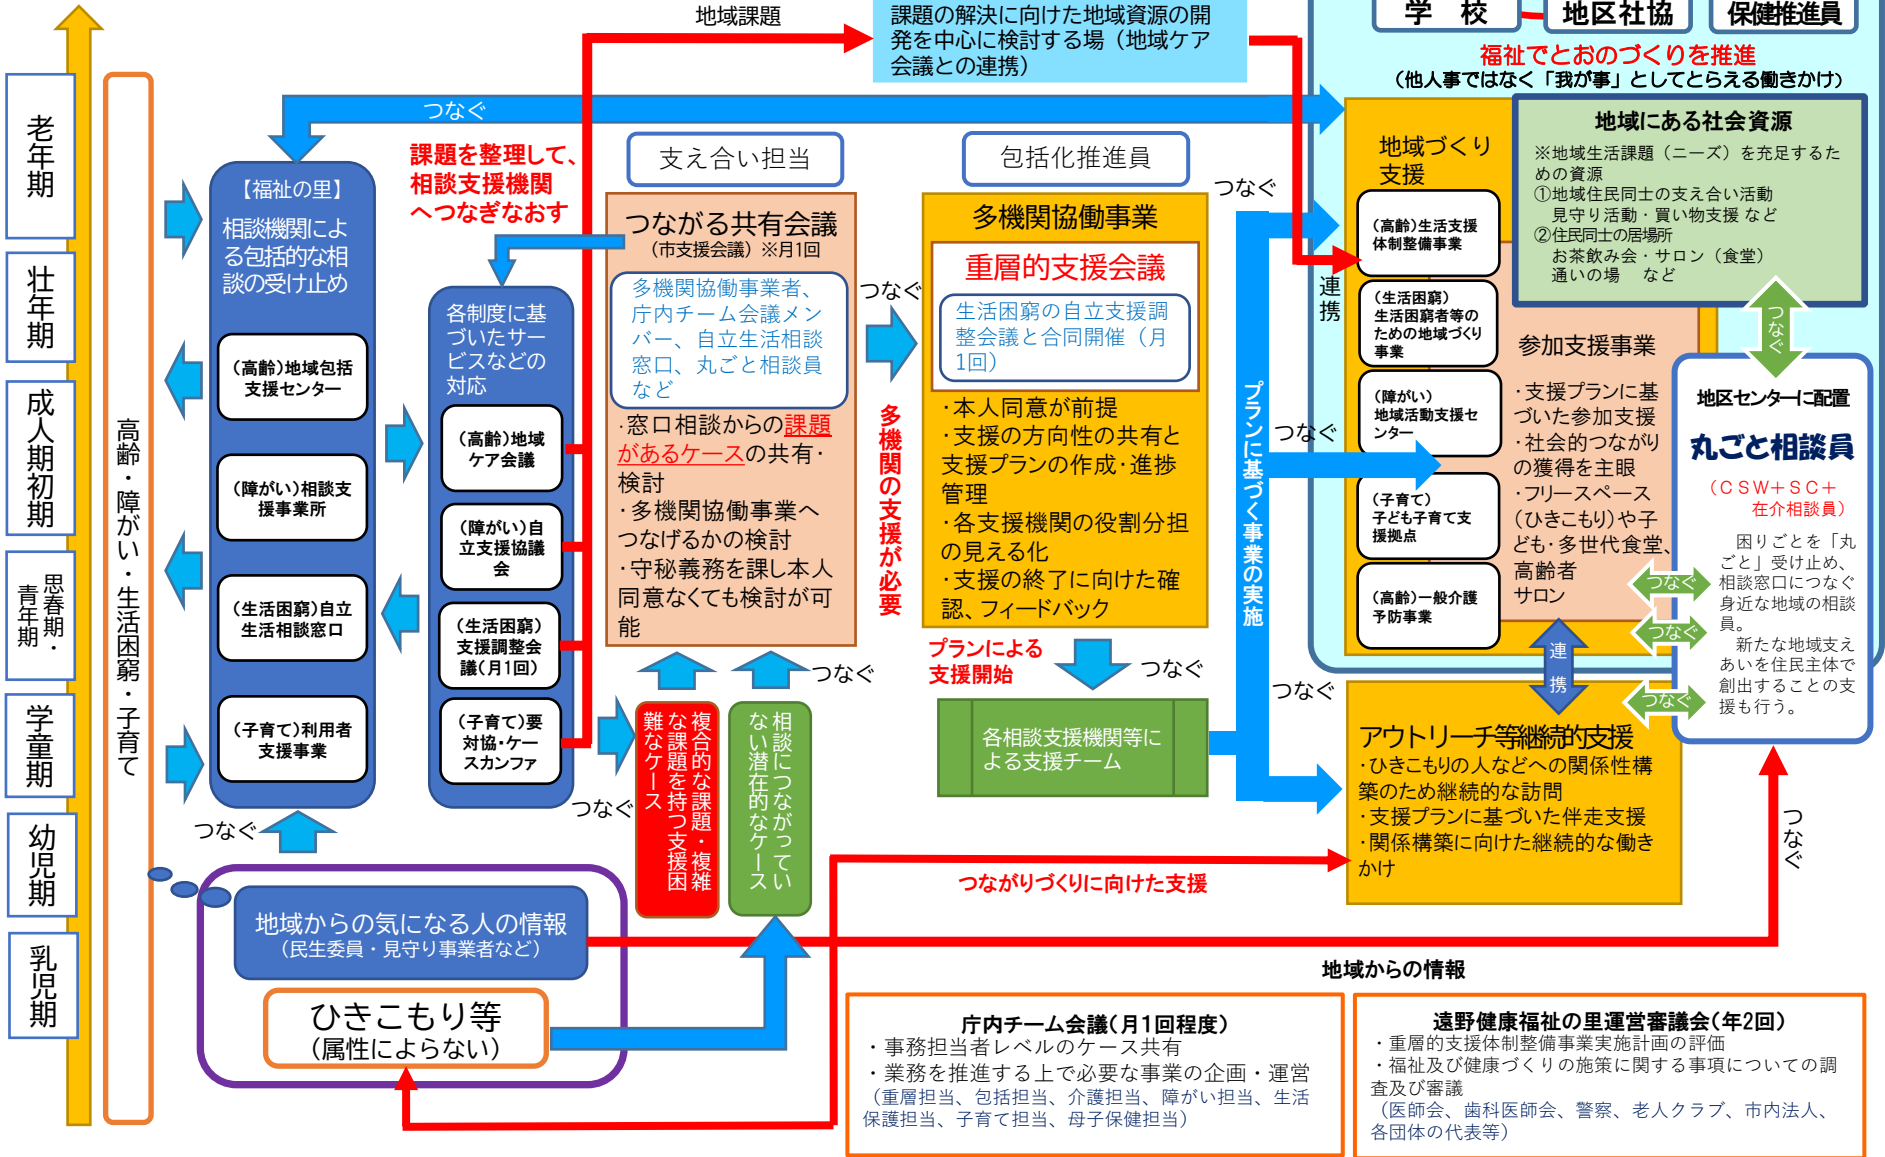 地域課題
課題の解決に向けた地域資源の開
発を中心に検討する場（地域ケア
会議との連携）
学　校
地区社協
保健推進員
福祉でとおのづくりを推進
（他人事ではなく「我が事」としてとらえる働きかけ）
老年期
壮年期
成人期初期
思春期・
青年期
学童期
幼児期
乳児期
高齢・障がい・生活困窮・子育て
つなぐ
【福祉の里】
相談機関によ
る包括的な相
談の受け止め
（高齢）地域包括
支援センター
（障がい）相談支
援事業所
（生活困窮）自立
生活相談窓口
（子育て）利用者
支援事業
つなぐ
課題を整理して、
相談支援機関
へつなぎなおす
各制度に基
づいたサー
ビスなどの
対応
（高齢）地域
ケア会議
（障がい）自
立支援協議
会
（生活困窮）
支援調整会
議（月1回）
（子育て）要
対協・ケー
スカンファ
つなぐ
支え合い担当
つながる共有会議
（市支援会議）※月1回
多機関協働事業者、
庁内チーム会議メン
バー、自立生活相談
窓口、丸ごと相談員
など
・窓口相談からの課題
があるケースの共有・
検討
・多機関協働事業へ
つなげるかの検討
・守秘義務を課し本人
同意なくても検討が可
能
つなぐ
複合的な課題・複雑
な課題を持つ支援困
難なケース
相談につながってい
ない潜在的なケース
つなぐ
多機関の支援が必要
包括化推進員
多機関協働事業
重層的支援会議
生活困窮の自立支援調
整会議と合同開催（月
1回）
・本人同意が前提
・支援の方向性の共有と
支援プランの作成・進捗
管理
・各支援機関の役割分担
の見える化
・支援の終了に向けた確
認、フィードバック
プランによる
支援開始
つなぐ
各相談支援機関等に
よる支援チーム
つなぐ
つなぐ
つなぐ
プランに基づく事業の実施
連携
地域づくり
支援
（高齢）生活支援
体制整備事業
（生活困窮）
生活困窮者等の
ための地域づくり
事業
（障がい）
地域活動支援セ
ンター
（子育て）
子ども子育て支
援拠点
（高齢）一般介護
予防事業
地域にある社会資源
※地域生活課題（ニーズ）を充足するた
めの資源
①地域住民同士の支え合い活動
見守り活動・買い物支援 など
②住民同士の居場所
お茶飲み会・サロン（食堂）
通いの場　など
つなぐ
参加支援事業
・支援プランに基
づいた参加支援
・社会的つながり
の獲得を主眼
・フリースペース
（ひきこもり）や子
ども・多世代食堂、
高齢者
サロン
つなぐ
つなぐ
つなぐ
連携
地区センターに配置
丸ごと相談員
（ＣＳＷ＋ＳＣ＋
在介相談員）
困りごとを「丸
ごと」受け止め、
相談窓口につなぐ
身近な地域の相談
員。
新たな地域支え
あいを住民主体で
創出することの支
援も行う。
アウトリーチ等継続的支援
・ひきこもりの人などへの関係性構
築のため継続的な訪問
・支援プランに基づいた伴走支援
・関係構築に向けた継続的な働き
かけ
つなぐ
つながりづくりに向けた支援
地域からの気になる人の情報
（民生委員・見守り事業者など）
ひきこもり等
（属性によらない）
地域からの情報
庁内チーム会議（月1回程度）
・事務担当者レベルのケース共有
・業務を推進する上で必要な事業の企画・運営
（重層担当、包括担当、介護担当、障がい担当、生活
保護担当、子育て担当、母子保健担当）
遠野健康福祉の里運営審議会（年2回）
・重層的支援体制整備事業実施計画の評価
・福祉及び健康づくりの施策に関する事項についての調
査及び審議
（医師会、歯科医師会、警察、老人クラブ、市内法人、
各団体の代表等）